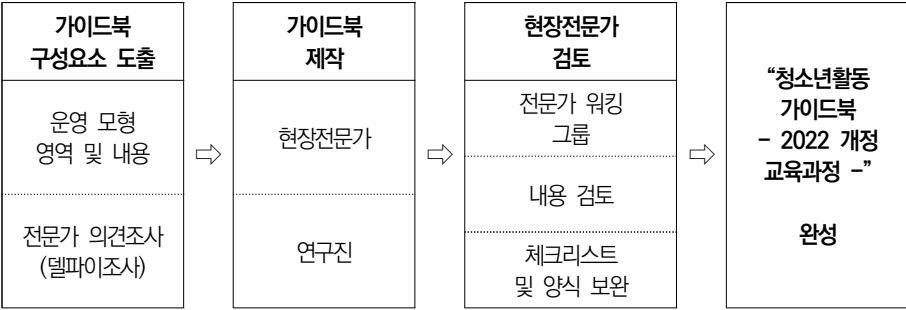 가이드북
구성요소 도출
운영 모형
영역 및 내용
전문가 의견조사
(델파이조사)
⇨
가이드북
제작
현장전문가
연구진
⇨
현장전문가
검토
전문가 워킹
그룹
내용 검토
체크리스트
및 양식 보완
⇨
“청소년활동
가이드북
- 2022 개정
교육과정 -”
완성